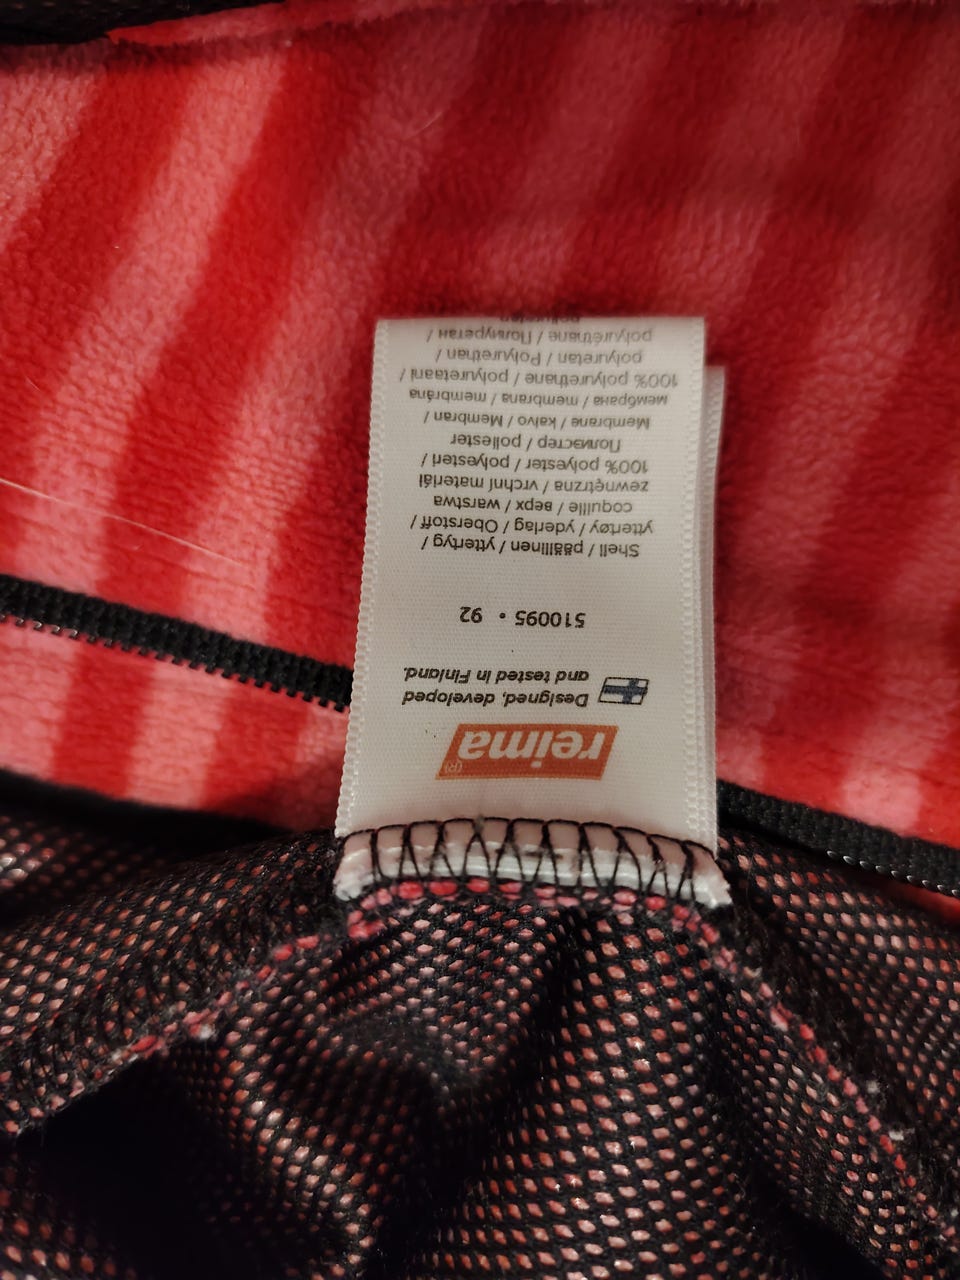 reima®
Designed, developed
and tested in Finland.
510095 • 92
Shell / päällinen / yttertyg /
yttertøy / yderlag / Oberstoff /
coquille / верх / warstwa
zewnętrzna / vrchní materiál
100% polyester / polyesteri /
Полиэстер / poliester
Membrane / kalvo / Membran /
мембрана / membrana / membrána
100% polyurethane / polyuretaani /
polyuretan / Polyurethan /
polyuréthane / Полиуретан /
poliuretan